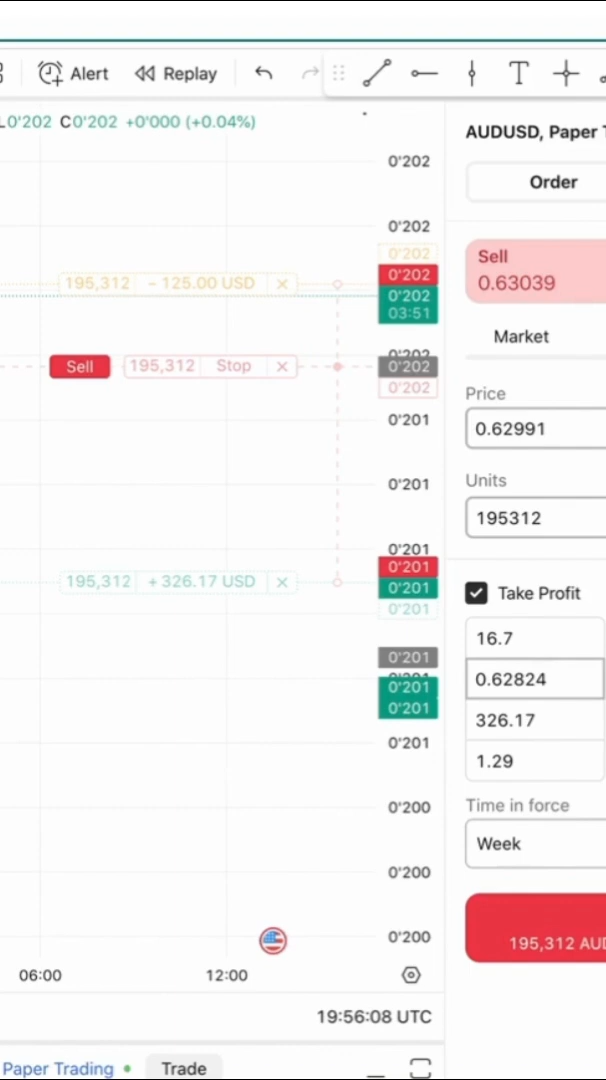 Alert Replay T
L0'202 C0'202 +0'000 (+0.04%)
AUDUSD, Paper
0'202
Order
0'202
0'202
Sell
0.63039
195,312 − 125.00 USD ×
0'202
0'202
03:51
Market
0'202
Sell 195,312 Stop ×
0'202
0'202
Price
0.62991
0'201
Units
195312
0'201
0'201
0'201
195,312 + 326.17 USD ×
0'201
0'201
Take Profit
16.7
0.62824
326.17
1.29
0'201
0'201
0'201
0'201
0'200
Time in force
Week
0'200
0'200
195,312 AUD
06:00 12:00
19:56:08 UTC
Paper Trading Trade